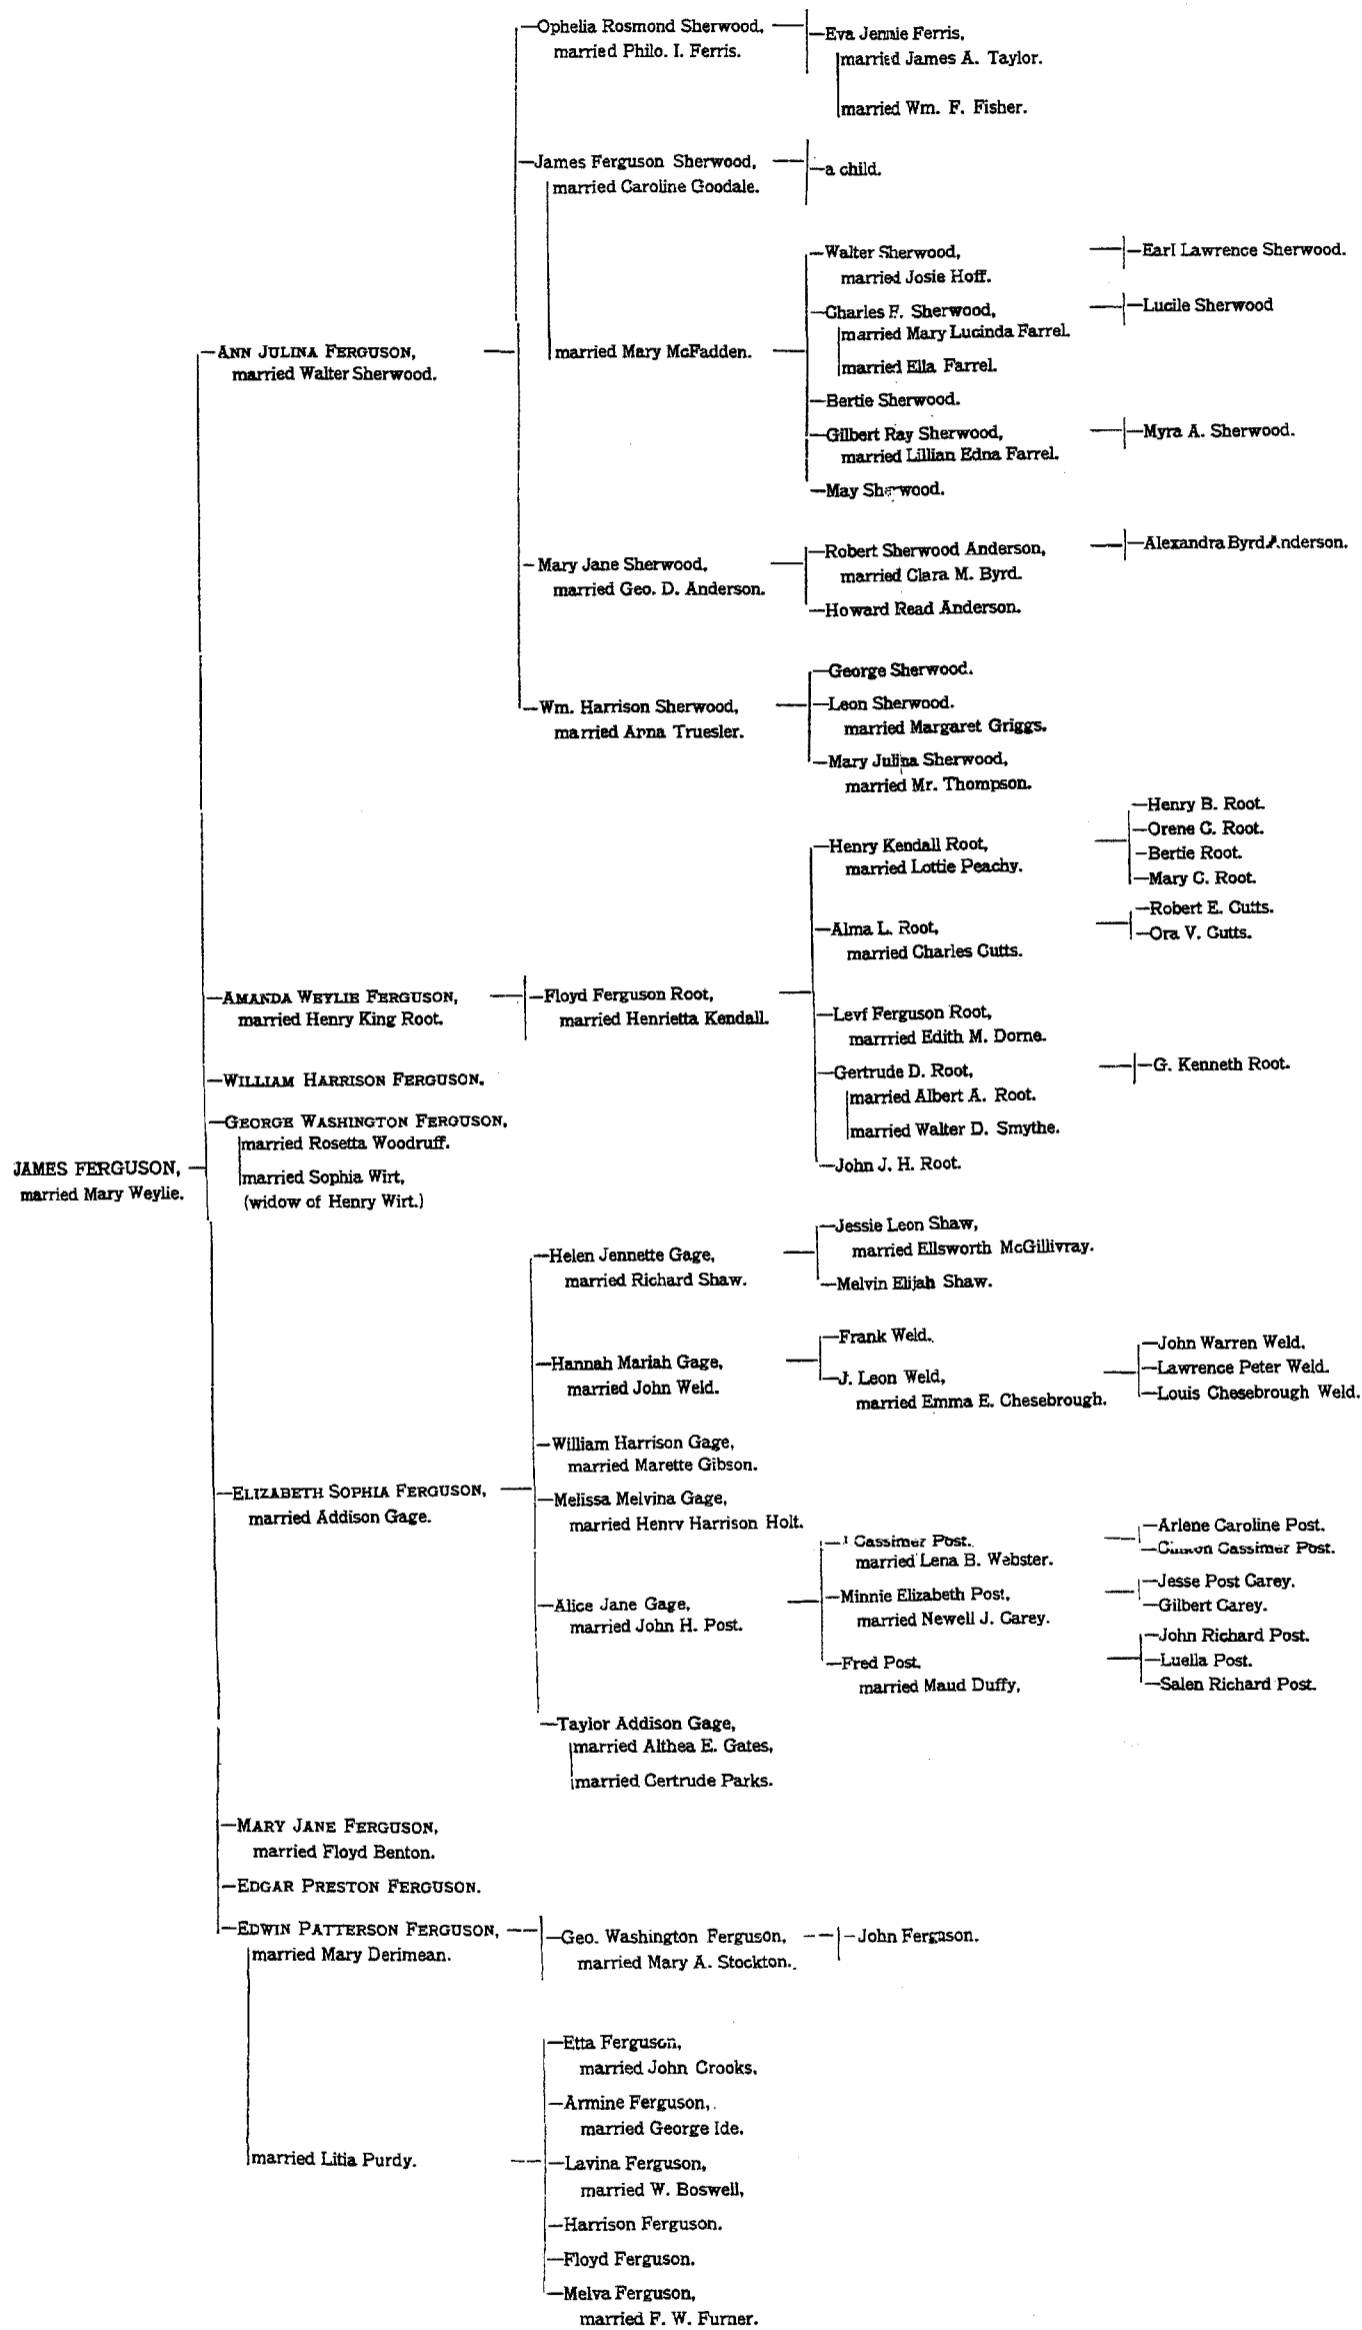 JAMES FERGUSON,
married Mary Weylie.
ANN JULINA FERGUSON,
married Walter Sherwood.
Ophelia Rosmond Sherwood,
married Philo. I. Ferris.
Eva Jennie Ferris,
married James A. Taylor.
married Wm. F. Fisher.
James Ferguson Sherwood,
married Caroline Goodale.
a child.
married Mary McFadden.
Walter Sherwood,
married Josie Hoff.
Earl Lawrence Sherwood.
Charles F. Sherwood,
married Mary Lucinda Farrel.
married Ella Farrel.
Lucile Sherwood
Bertie Sherwood.
Gilbert Ray Sherwood,
married Lillian Edna Farrel.
Myra A. Sherwood.
May Sherwood.
Mary Jane Sherwood,
married Geo. D. Anderson.
Robert Sherwood Anderson,
married Clara M. Byrd.
Alexandra Byrd Anderson.
Howard Read Anderson.
Wm. Harrison Sherwood,
married Anna Truesler.
George Sherwood.
Leon Sherwood.
married Margaret Griggs.
Mary Julina Sherwood,
married Mr. Thompson.
AMANDA WEYLIE FERGUSON,
married Henry King Root.
Floyd Ferguson Root,
married Henrietta Kendall.
Henry Kendall Root,
married Lottie Peachy.
Henry B. Root.
Orene C. Root.
Bertie Root.
Mary C. Root.
Alma L. Root,
married Charles Cutts.
Robert E. Cutts.
Ora V. Cutts.
Levf Ferguson Root,
marrried Edith M. Dorne.
Gertrude D. Root,
married Albert A. Root.
married Walter D. Smythe.
G. Kenneth Root.
John J. H. Root.
WILLIAM HARRISON FERGUSON.
GEORGE WASHINGTON FERGUSON,
married Rosetta Woodruff.
married Sophia Wirt,
(widow of Henry Wirt.)
ELIZABETH SOPHIA FERGUSON,
married Addison Gage.
Helen Jennette Gage,
married Richard Shaw.
Jessie Leon Shaw,
married Ellsworth McGillivray.
Melvin Elijah Shaw.
Hannah Mariah Gage,
married John Weld.
Frank Weld.
J. Leon Weld,
married Emma E. Chesebrough.
John Warren Weld.
Lawrence Peter Weld.
Louis Chesebrough Weld.
William Harrison Gage,
married Marette Gibson.
Melissa Melvina Gage,
married Henry Harrison Holt.
Alice Jane Gage,
married John H. Post.
Cassimer Post.
married Lena B. Webster.
Arlene Caroline Post.
Cassimer Post.
Minnie Elizabeth Post,
married Newell J. Carey.
Jesse Post Carey.
Gilbert Carey.
Fred Post.
married Maud Duffy,
John Richard Post.
Luella Post.
Salen Richard Post.
Taylor Addison Gage,
married Althea E. Gates,
married Gertrude Parks.
MARY JANE FERGUSON,
married Floyd Benton.
EDGAR PRESTON FERGUSON.
EDWIN PATTERSON FERGUSON,
married Mary Derimean.
Geo. Washington Ferguson,
married Mary A. Stockton.
John Ferguson.
married Litia Purdy.
Etta Ferguson,
married John Crooks.
Armine Ferguson,
married George Ide.
Lavina Ferguson,
married W. Boswell,
Harrison Ferguson.
Floyd Ferguson.
Melva Ferguson,
married F. W. Furner.